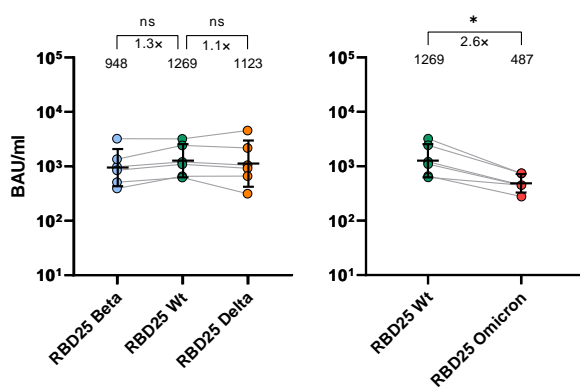 ns
ns
*
1.3×
1.1×
2.6×
10⁵
948
1269
1123
10⁵
1269
487
10⁴
10⁴
BAU/ml
10³
10³
10²
10²
10¹
10¹
RBD25 Beta
RBD25 Wt
RBD25 Delta
RBD25 Wt
RBD25 Omicron